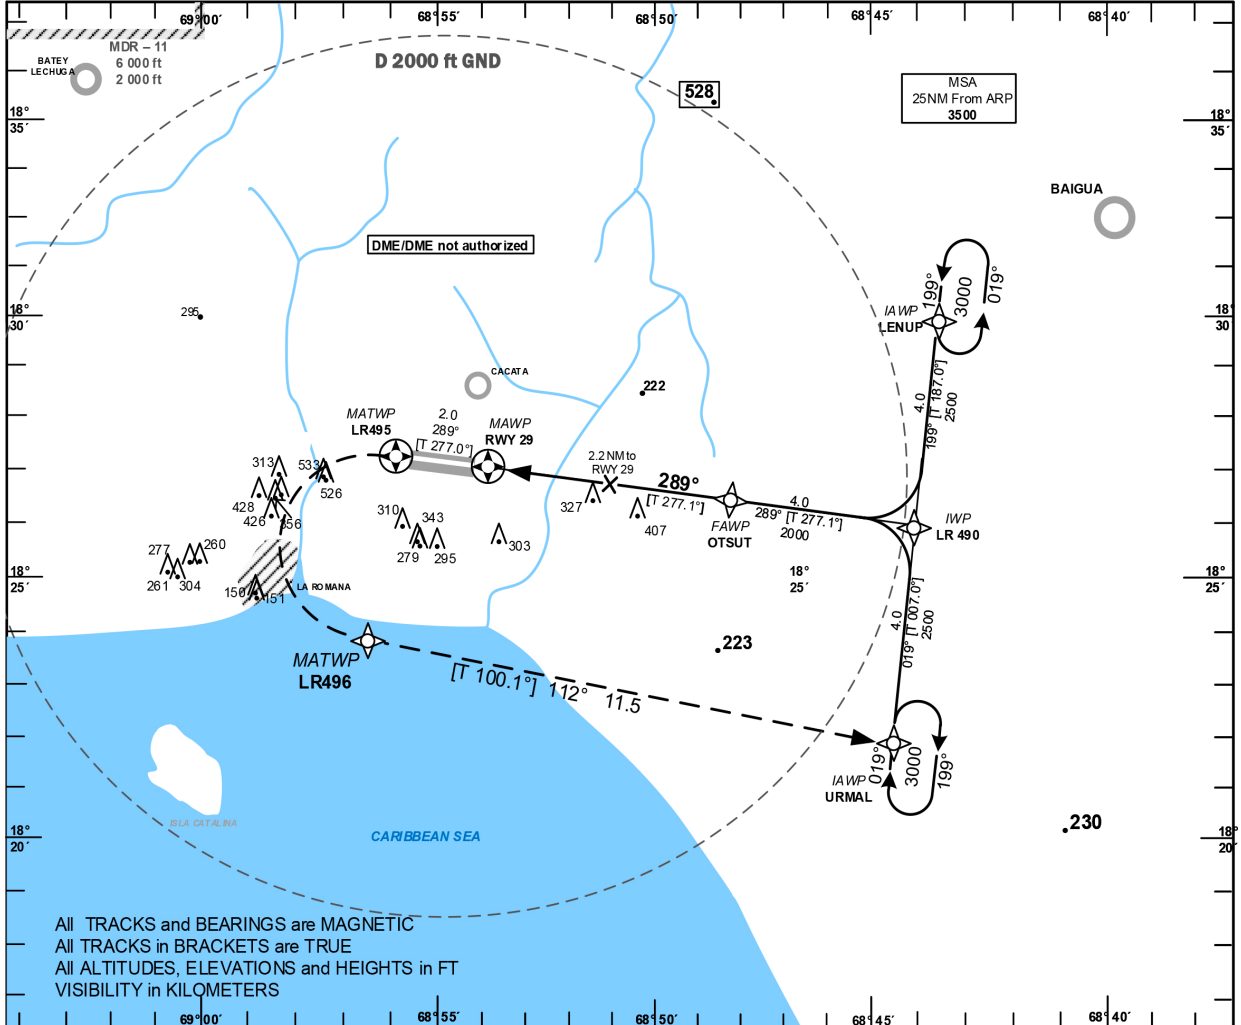 69°00´
68°55´
68°50´
68°45´
68°40´
MDR – 11
6 000 ft
2 000 ft
BATEY
LECHUGA
D 2000 ft GND
528
MSA
25NM From ARP
3500
18°
35´
18°
35´
BAIGUA
DME/DME not authorized
199°
3000
019°
295
18°
30´
IAWP
LENUP
18°
30´
CACATA
222
4.0
199° [T 187.0°]
2500
MATWP
LR495
2.0
289°
[T 277.0°]
MAWP
RWY 29
2.2 NM to
RWY 29
289°
[T 277.1°]
4.0
289° [T 277.1°]
2000
313
533
526
428
426
356
327
407
FAWP
OTSUT
IWP
LR 490
310
343
279
295
303
277
260
261
304
18°
25´
18°
25´
18°
25´
150
151
LA ROMANA
4.0
019° [T 007.0°]
2500
223
MATWP
LR496
[T 100.1°] 112° 11.5
019°
3000
199°
IAWP
URMAL
ISLA CATALINA
CARIBBEAN SEA
230
18°
20´
18°
20´
All TRACKS and BEARINGS are MAGNETIC
All TRACKS in BRACKETS are TRUE
All ALTITUDES, ELEVATIONS and HEIGHTS in FT
VISIBILITY in KILOMETERS
69°00´
68°55´
68°50´
68°45´
68°40´